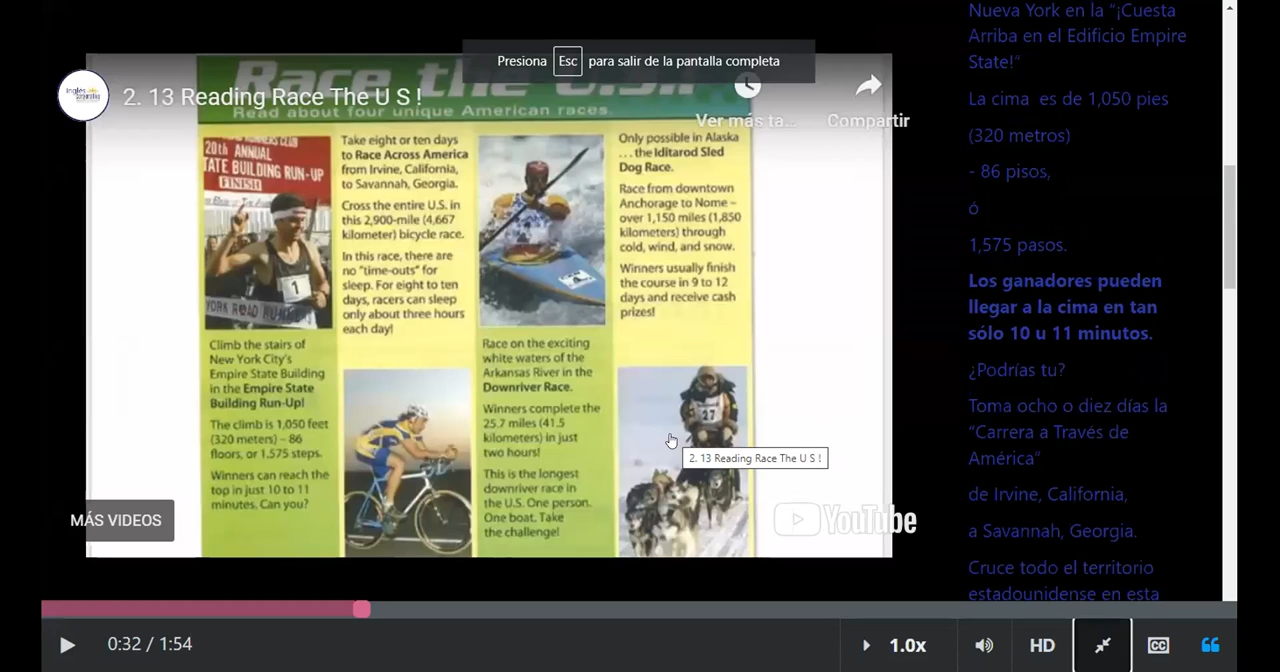 Presiona Esc para salir de la pantalla completa
2. 13 Reading Race The U S !
Ver más ta...
Compartir
Race the U.S.!
Read about four unique American races.
20th ANNUAL
TATE BUILDING RUN-UP
FINISH
1
YORK ROAD RUNNERS
Climb the stairs of
New York City's
Empire State Building
in the Empire State
Building Run-Up!
The climb is 1,050 feet
(320 meters) – 86
floors, or 1,575 steps.
Winners can reach the
top in just 10 to 11
minutes. Can you?
Take eight or ten days
to Race Across America
from Irvine, California,
to Savannah, Georgia.
Cross the entire U.S. in
this 2,900-mile (4,667
kilometer) bicycle race.
In this race, there are
no "time-outs" for
sleep. For eight to ten
days, racers can sleep
only about three hours
each day!
Race on the exciting
white waters of the
Arkansas River in the
Downriver Race.
Winners complete the
25.7 miles (41.5
kilometers) in just
two hours!
This is the longest
downriver race in
the U.S. One person.
One boat. Take
the challenge!
Only possible in Alaska
... the Iditarod Sled
Dog Race.
Race from downtown
Anchorage to Nome –
over 1,150 miles (1,850
kilometers) through
cold, wind, and snow.
Winners usually finish
the course in 9 to 12
days and receive cash
prizes!
27
2. 13 Reading Race The U S !
MÁS VIDEOS
YouTube
Nueva York en la "¡Cuesta
Arriba en el Edificio Empire
State!"
La cima es de 1,050 pies
(320 metros)
- 86 pisos,
ó
1,575 pasos.
Los ganadores pueden
llegar a la cima en tan
sólo 10 u 11 minutos.
¿Podrías tu?
Toma ocho o diez días la
"Carrera a Través de
América"
de Irvine, California,
a Savannah, Georgia.
Cruce todo el territorio
estadounidense en esta
0:32 / 1:54
1.0x
HD
CC